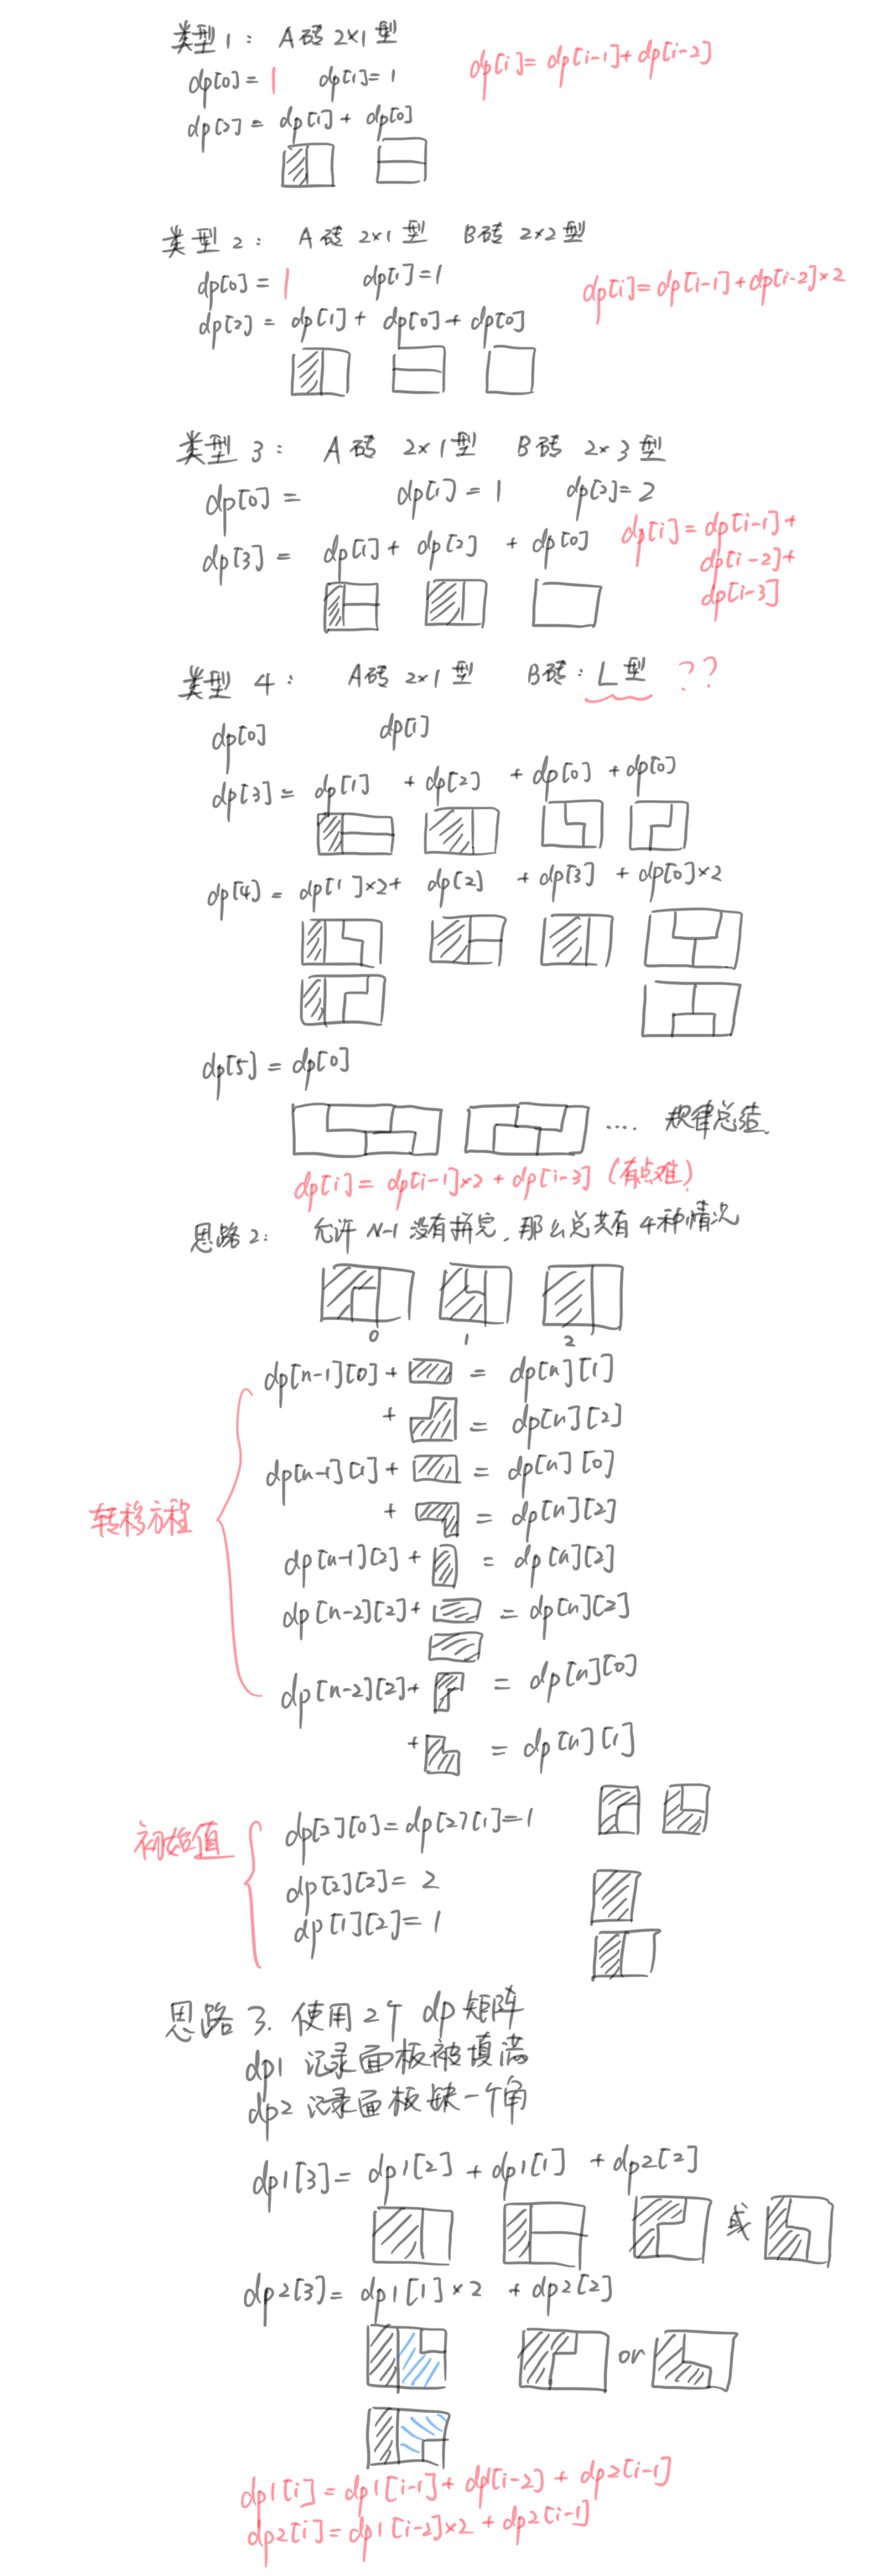 类型1： A砖 2×1型
dp[0]= 1 dp[1]= 1 dp[i]= dp[i-1]+dp[i-2]
dp[2]= dp[1]+ dp[0]
类型2： A砖 2×1型 B砖 2×2型
dp[0]= 1 dp[1]=1 dp[i]=dp[i-1]+dp[i-2]×2
dp[2]= dp[1]+ dp[0]+ dp[0]
类型3： A砖 2×1型 B砖 2×3型
dp[0]= dp[1]=1 dp[2]=2
dp[3]= dp[1]+ dp[2] + dp[0] dp[i]=dp[i-1]+
dp[i-2]+
dp[i-3]
类型4： A砖 2×1型 B砖：L型 ??
dp[0] dp[1]
dp[3]= dp[1] +dp[2] +dp[0] +dp[0]
dp[4]= dp[1]×2+ dp[2] +dp[3] +dp[0]×2
dp[5]=dp[0]
.... 规律总结.
dp[i]= dp[i-1]×2+dp[i-3] (有点难)
思路2： 允许 N-1 没有拼完, 那么总共有4种情况
0 1 2
dp[n-1][0]+ = dp[n][1]
+ = dp[n][2]
dp[n-1][1]+ = dp[n][0]
转移方程
+ = dp[n][2]
dp[n-1][2]+ = dp[n][2]
dp[n-2][2]+ = dp[n][2]
dp[n-2][2]+ = dp[n][0]
+ = dp[n][1]
初始值
dp[2][0]=dp[2][1]=1
dp[2][2]= 2
dp[1][2]=1
思路3. 使用2个dp矩阵
dp1 记录面板被填满
dp2 记录面板缺一个角
dp1[3]= dp1[2] +dp1[1] +dp2[2]
或
dp2[3]= dp1[1]×2 +dp2[2]
or
dp1[i]=dp1[i-1]+dp1[i-2]+dp2[i-1]
dp2[i]=dp1[i-2]×2+dp2[i-1]